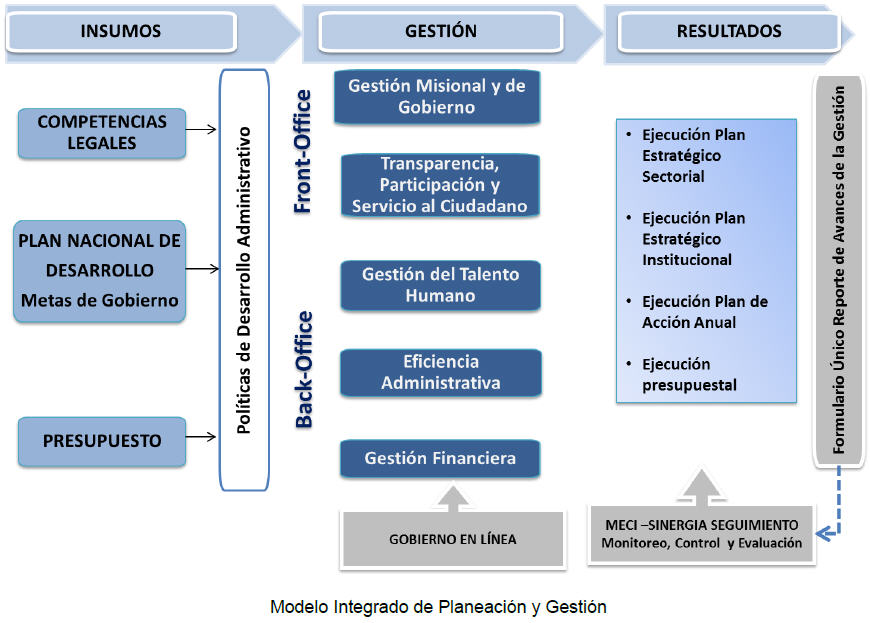 INSUMOS
GESTIÓN
RESULTADOS
COMPETENCIAS
LEGALES
PLAN NACIONAL DE
DESARROLLO
Metas de Gobierno
PRESUPUESTO
Políticas de Desarrollo Administrativo
Front-Office
Back-Office
Gestión Misional y de
Gobierno
Transparencia,
Participación y
Servicio al Ciudadano
Gestión del Talento
Humano
Eficiencia
Administrativa
Gestión Financiera
GOBIERNO EN LÍNEA
• Ejecución Plan
Estratégico
Sectorial
• Ejecución Plan
Estratégico
Institucional
• Ejecución Plan de
Acción Anual
• Ejecución
presupuestal
Formulario Único Reporte de Avances de la Gestión
MECI –SINERGIA SEGUIMIENTO
Monitoreo, Control y Evaluación
Modelo Integrado de Planeación y Gestión